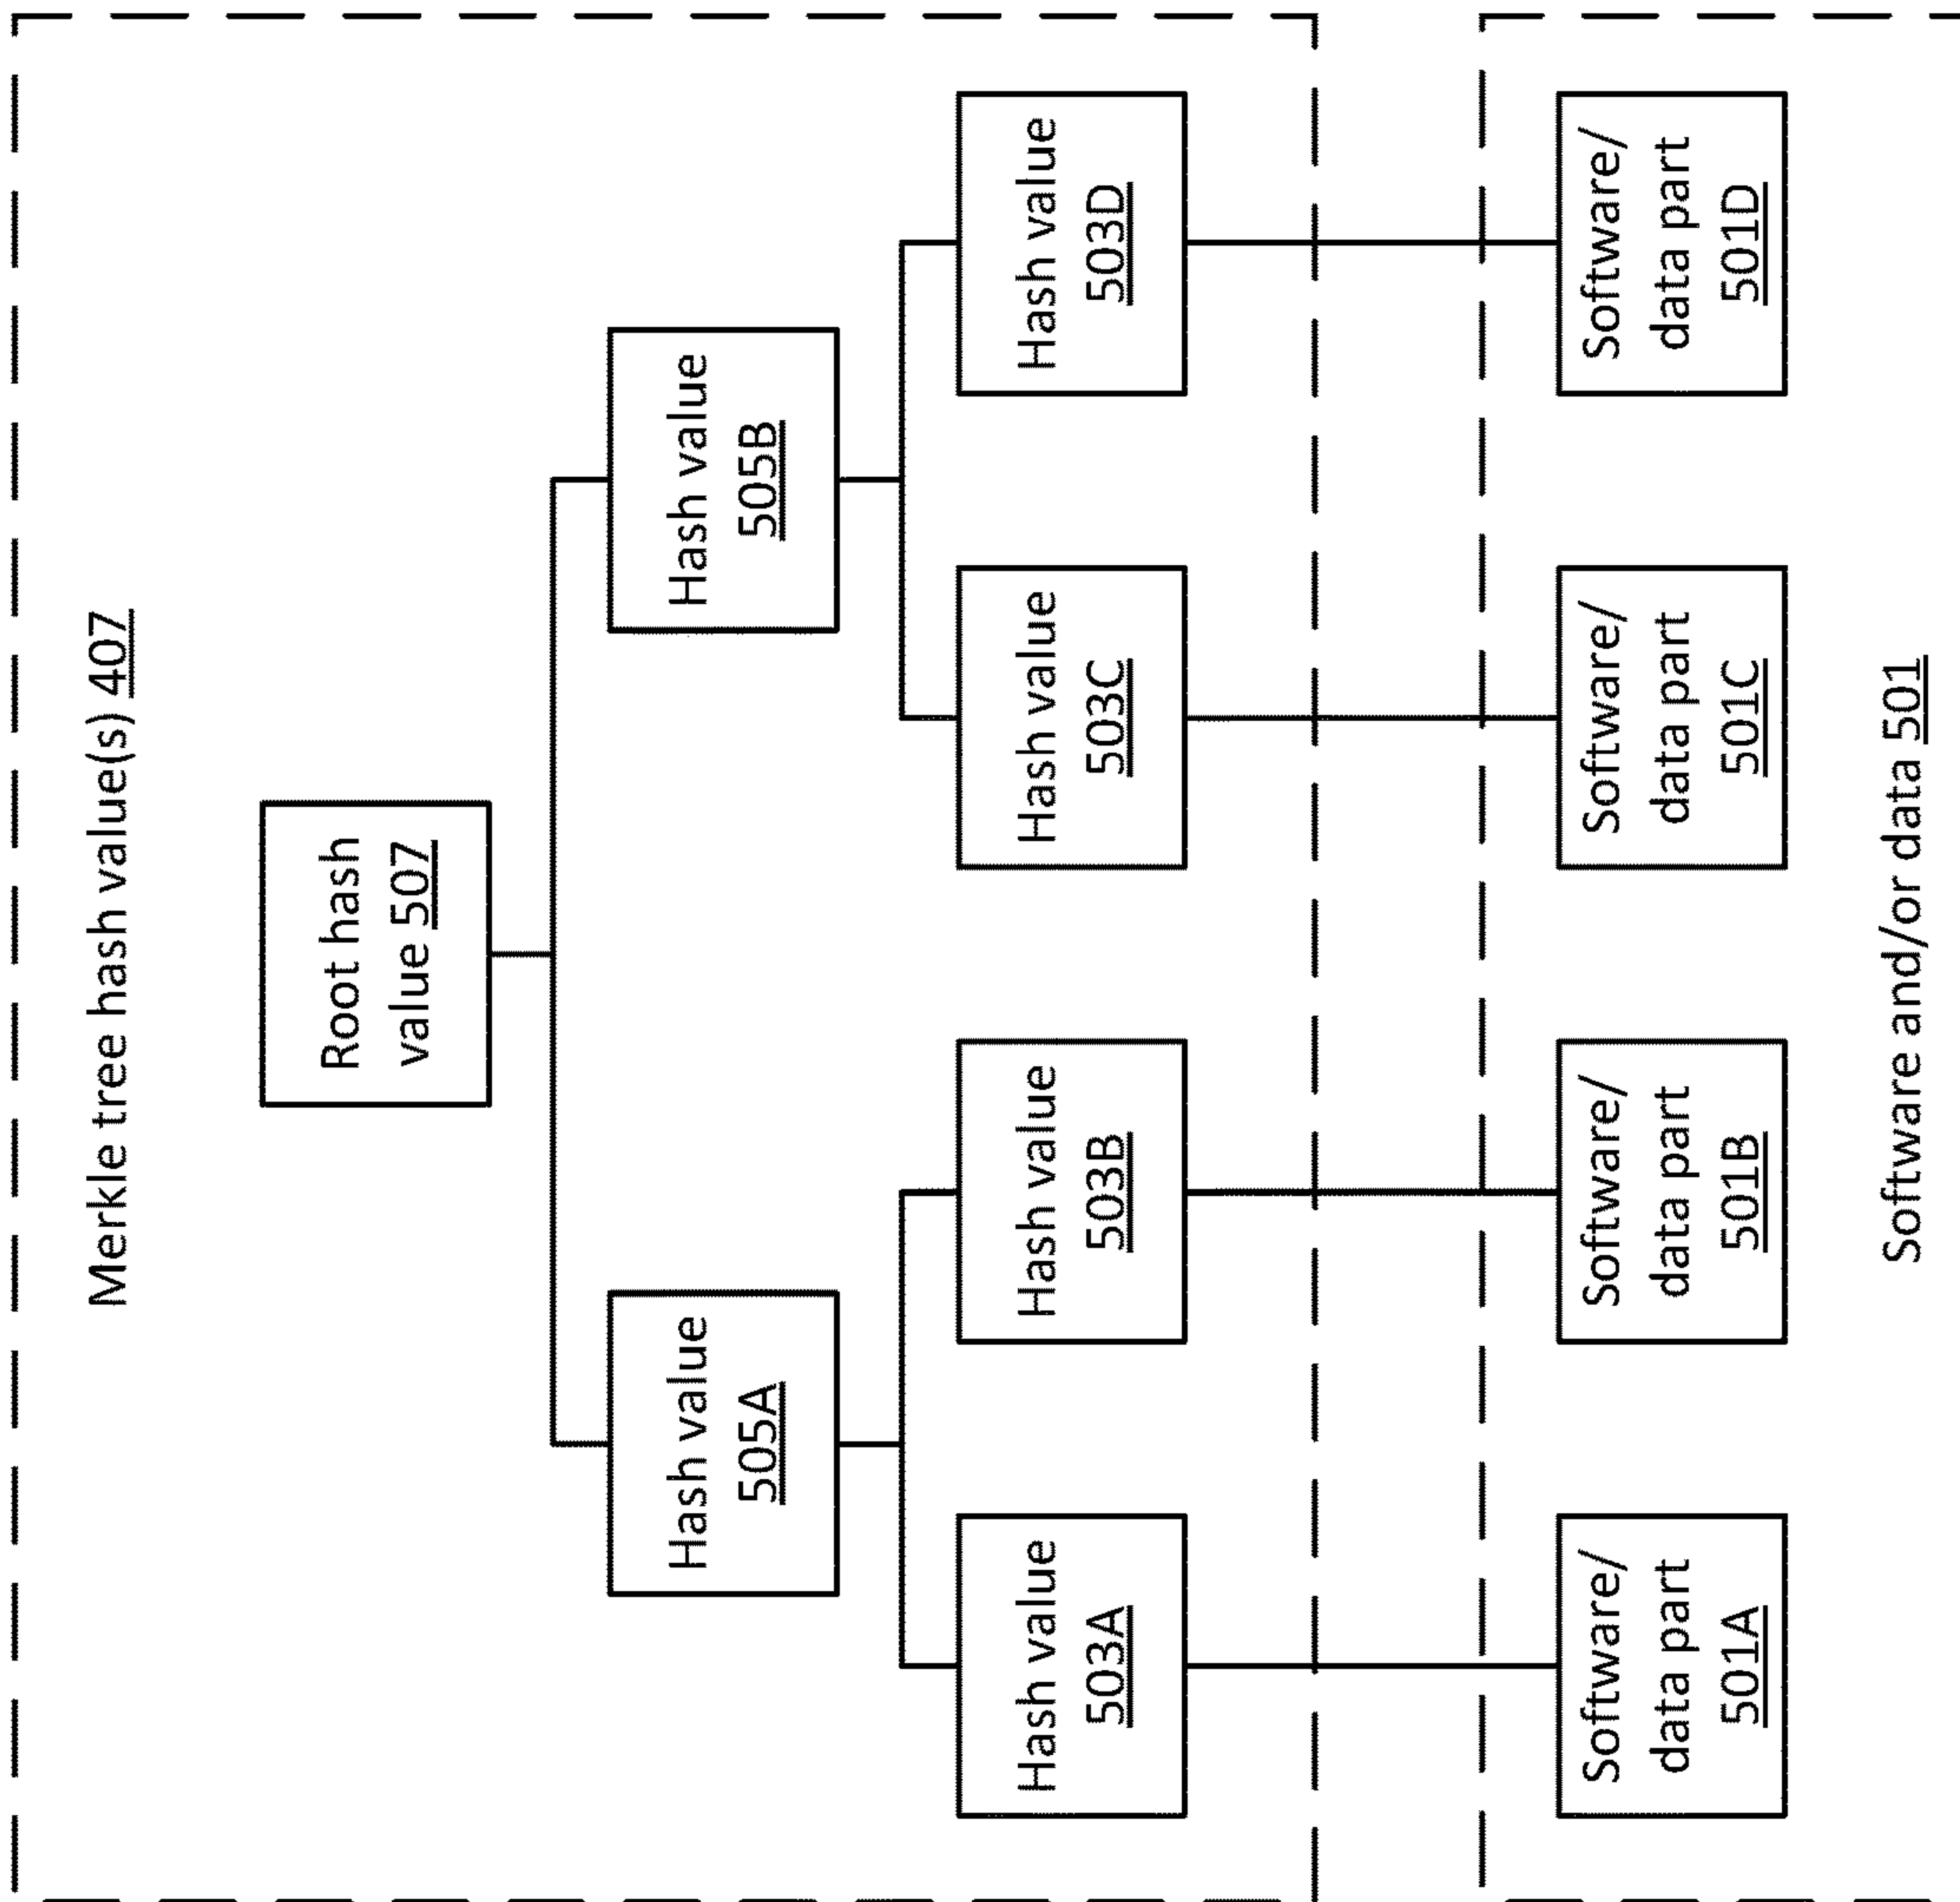 Merkle tree hash value(s) 407
Root hash
value 507
Hash value
505A
Hash value
505B
Hash value
503A
Hash value
503B
Hash value
503C
Hash value
503D
Software/
data part
501A
Software/
data part
501B
Software/
data part
501C
Software/
data part
501D
Software and/or data 501